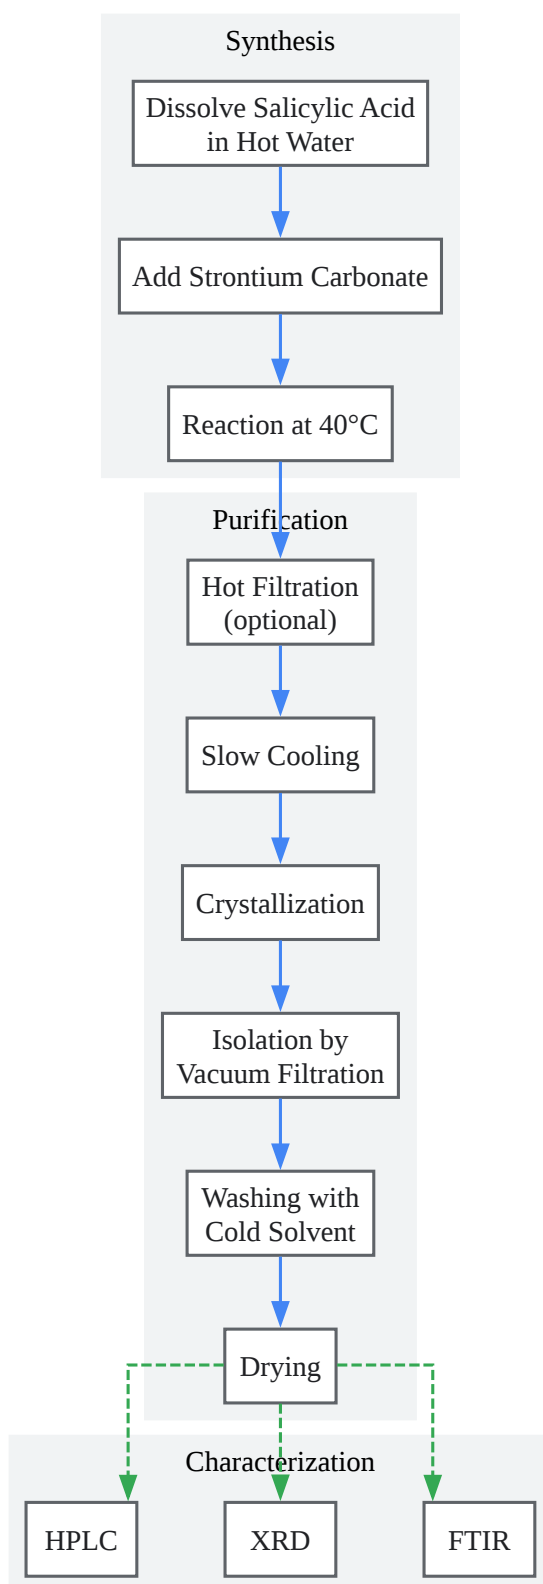 Synthesis
Dissolve Salicylic Acid
in Hot Water
Add Strontium Carbonate
Reaction at 40°C
Purification
Hot Filtration
(optional)
Slow Cooling
Crystallization
Isolation by
Vacuum Filtration
Washing with
Cold Solvent
Drying
Characterization
HPLC
XRD
FTIR